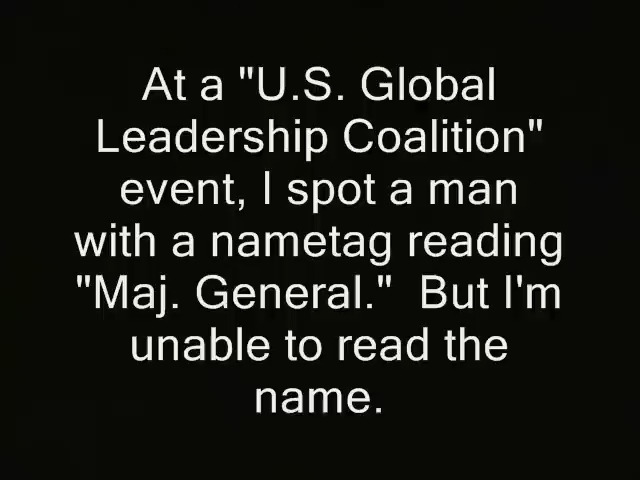 At a "U.S. Global
Leadership Coalition"
event, I spot a man
with a nametag reading
"Maj. General."  But I'm
unable to read the
name.